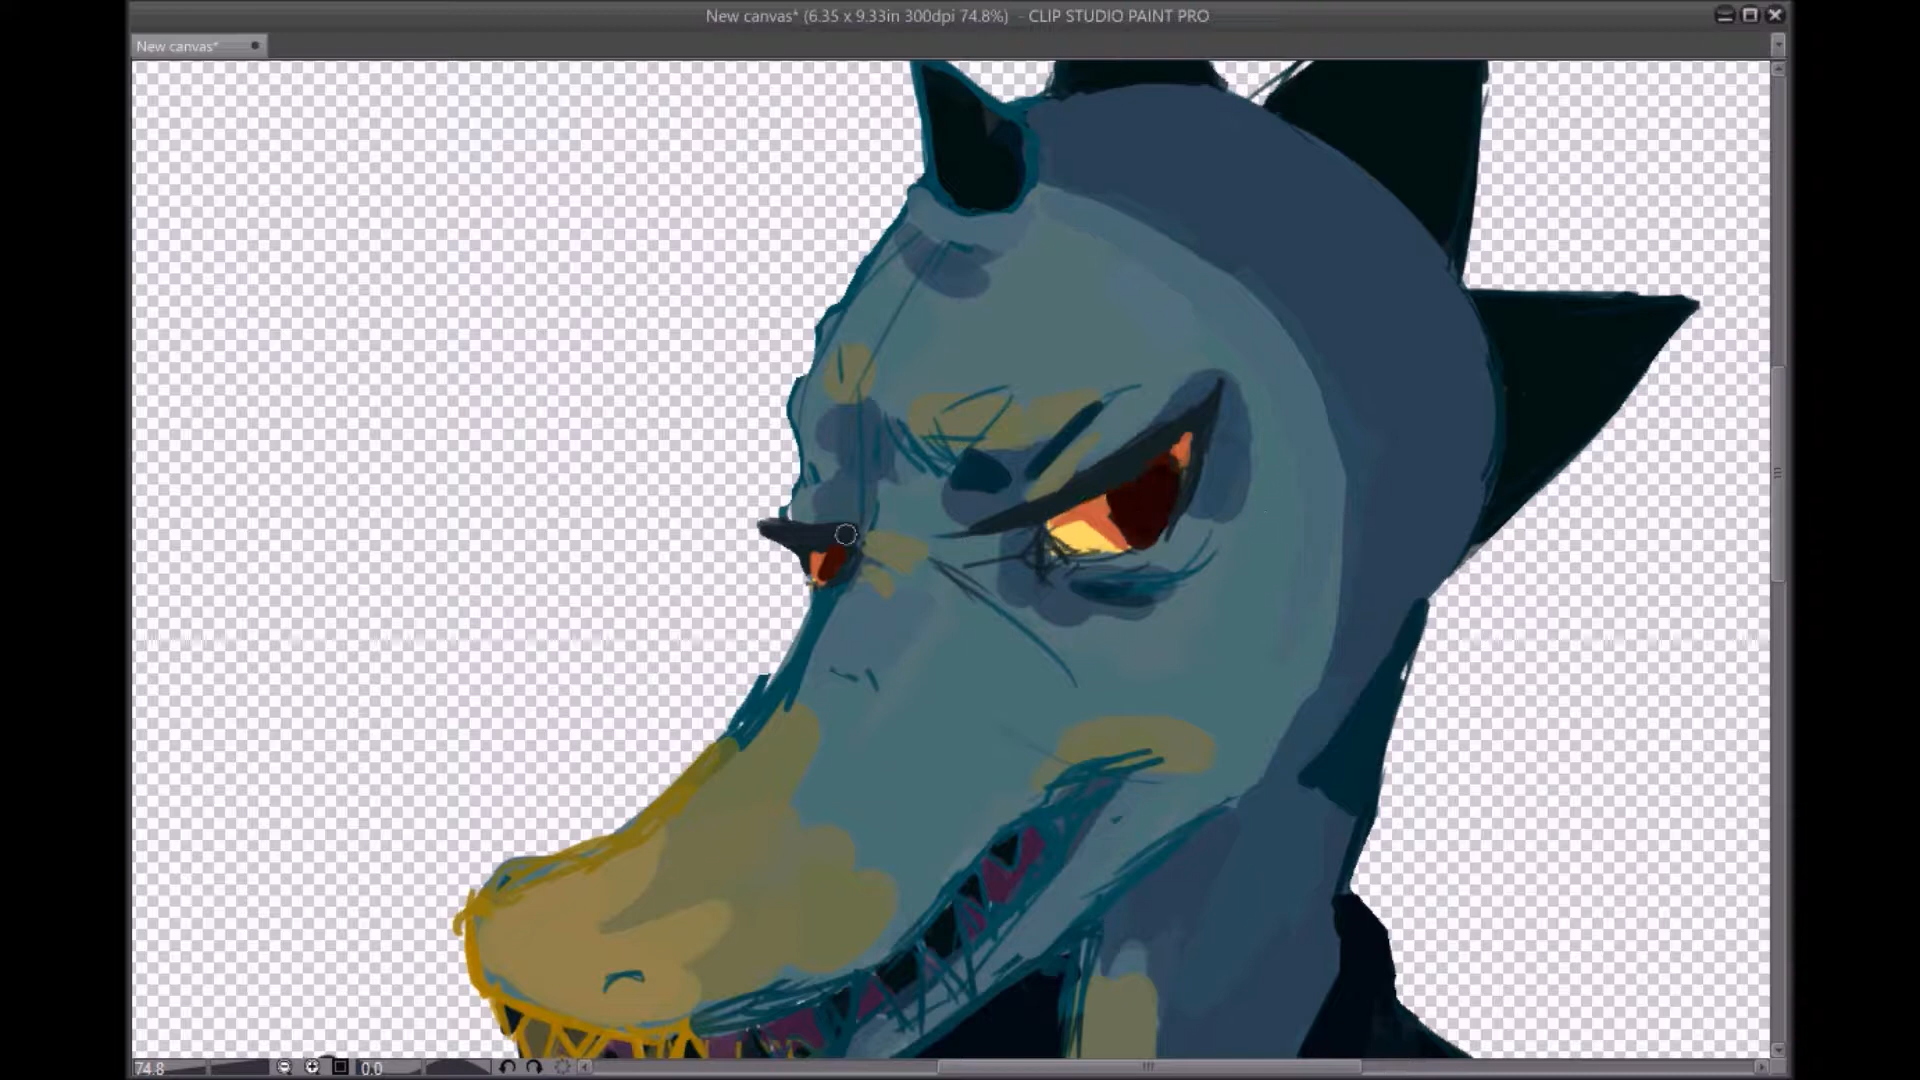 New canvas* (6.35 x 9.33in 300dpi 74.8%) - CLIP STUDIO PAINT PRO
New canvas*
74.8
0.0